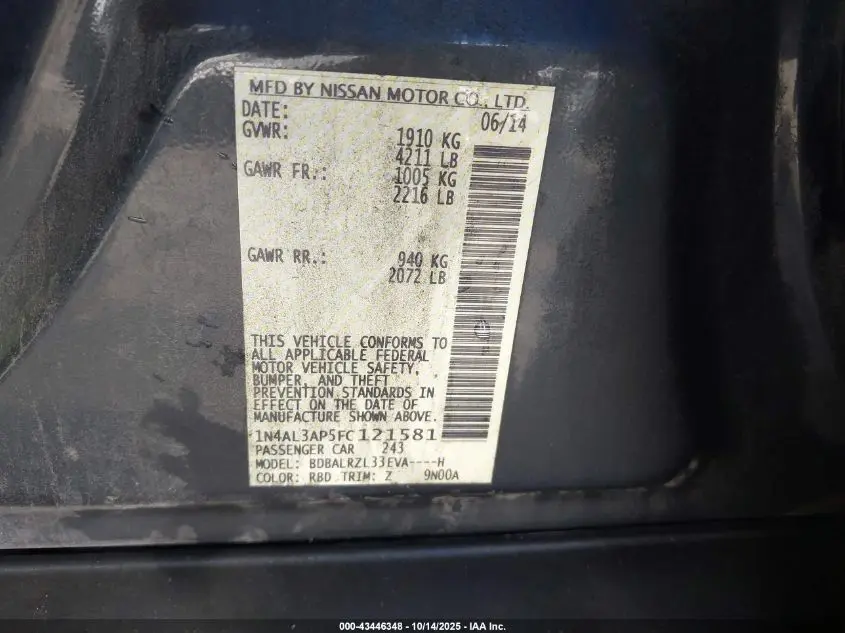 MFD BY NISSAN MOTOR CO., LTD.
DATE: 06/14
GVWR: 1910 KG
4211 LB
GAWR FR.: 1005 KG
2216 LB
GAWR RR.: 940 KG
2072 LB
THIS VEHICLE CONFORMS TO
ALL APPLICABLE FEDERAL
MOTOR VEHICLE SAFETY,
BUMPER, AND THEFT
PREVENTION STANDARDS IN
EFFECT ON THE DATE OF
MANUFACTURE SHOWN ABOVE.
1N4AL3AP5FC121581
PASSENGER CAR 243
MODEL: BDBALRZL33EVA----H
COLOR: RBD TRIM: Z 9N00A
000-43446348 | 10/14/2025 - IAA Inc.